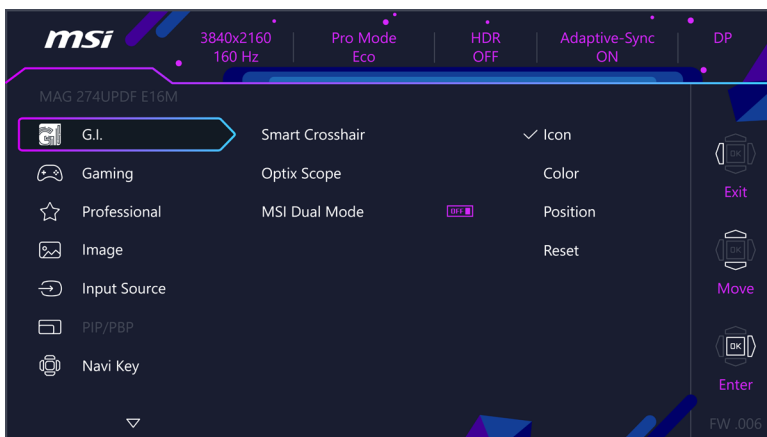 msi
3840x2160 Pro Mode HDR Adaptive-Sync DP
160 Hz Eco OFF ON
MAG 274UPDF E16M
G.I. Smart Crosshair Icon
Gaming Optix Scope Color
Professional MSI Dual Mode OFF Position
Image Reset
Input Source
PIP/PBP
Navi Key
OK
Exit
OK
Move
OK
Enter
FW .006